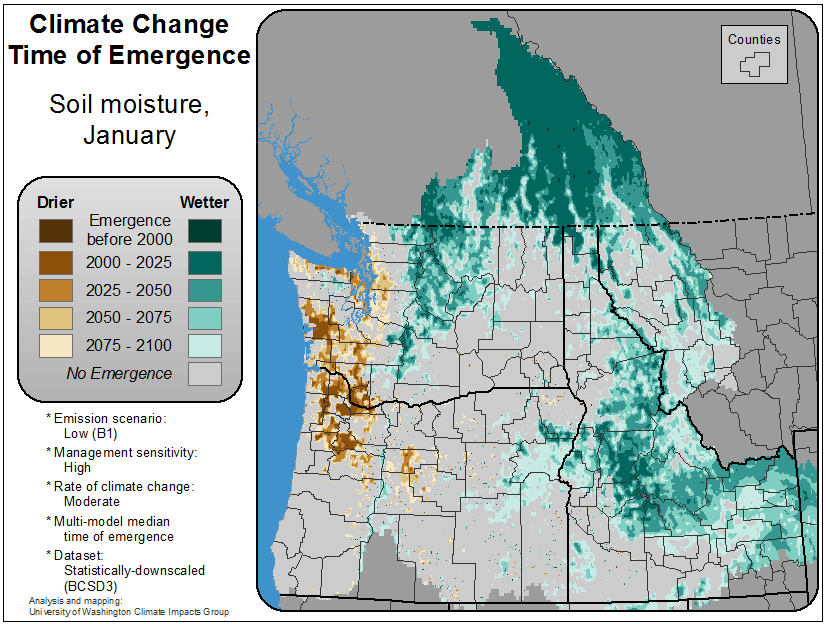 Climate Change
Time of Emergence
Soil moisture,
January
Drier
Wetter
Emergence
before 2000
2000 - 2025
2025 - 2050
2050 - 2075
2075 - 2100
No Emergence
* Emission scenario:
Low (B1)
* Management sensitivity:
High
* Rate of climate change:
Moderate
* Multi-model median
time of emergence
* Dataset:
Statistically-downscaled
(BCSD3)
Analysis and mapping:
University of Washington Climate Impacts Group
Counties